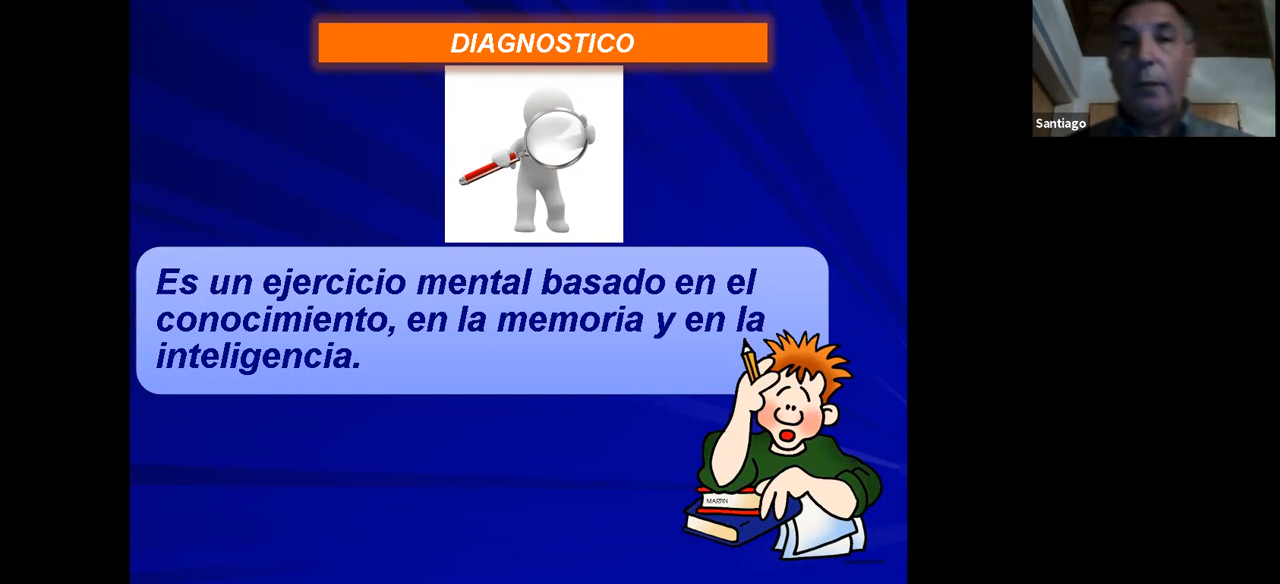 DIAGNOSTICO
Santiago
Es un ejercicio mental basado en el
conocimiento, en la memoria y en la
inteligencia.
MARTIN